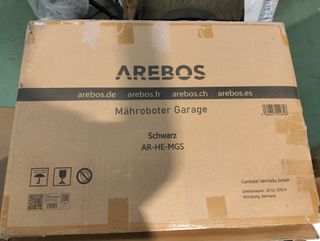 AREBOS
arebos.de arebos.fr arebos.ch arebos.es
Mähroboter Garage
Schwarz
AR-HE-MGS
Canbolat Vertriebs GmbH
Würzburg, Germany